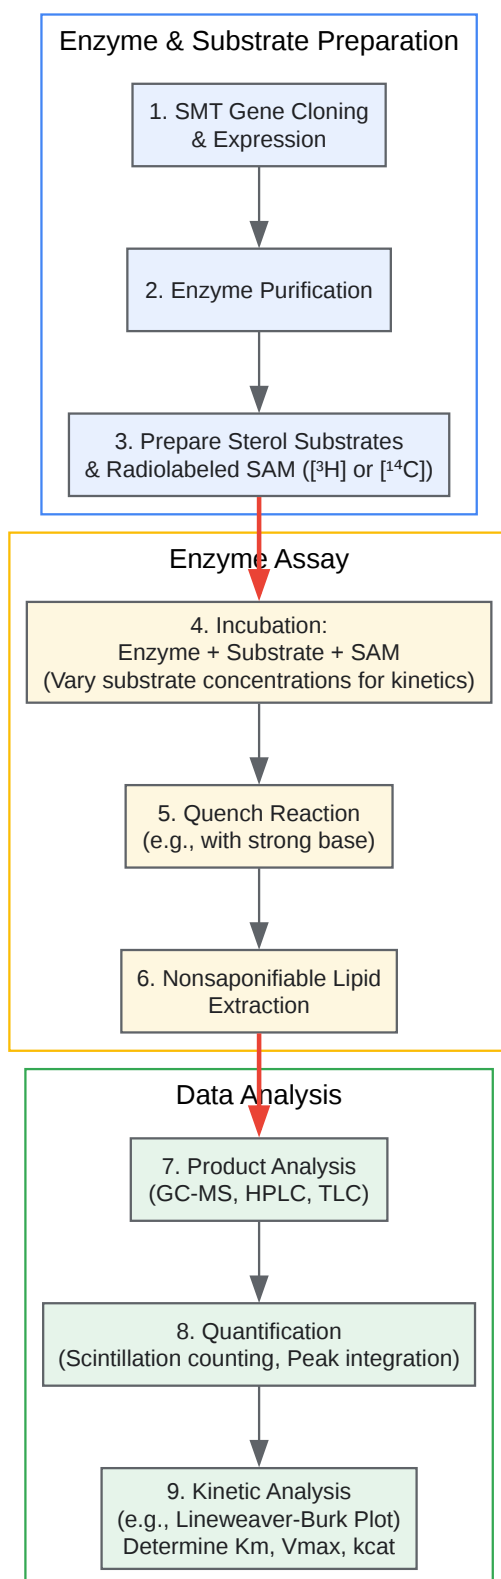 Enzyme & Substrate Preparation
1. SMT Gene Cloning
& Expression
2. Enzyme Purification
3. Prepare Sterol Substrates
& Radiolabeled SAM ([³H] or [¹⁴C])
Enzyme Assay
4. Incubation:
Enzyme + Substrate + SAM
(Vary substrate concentrations for kinetics)
5. Quench Reaction
(e.g., with strong base)
6. Nonsaponifiable Lipid
Extraction
Data Analysis
7. Product Analysis
(GC-MS, HPLC, TLC)
8. Quantification
(Scintillation counting, Peak integration)
9. Kinetic Analysis
(e.g., Lineweaver-Burk Plot)
Determine Km, Vmax, kcat